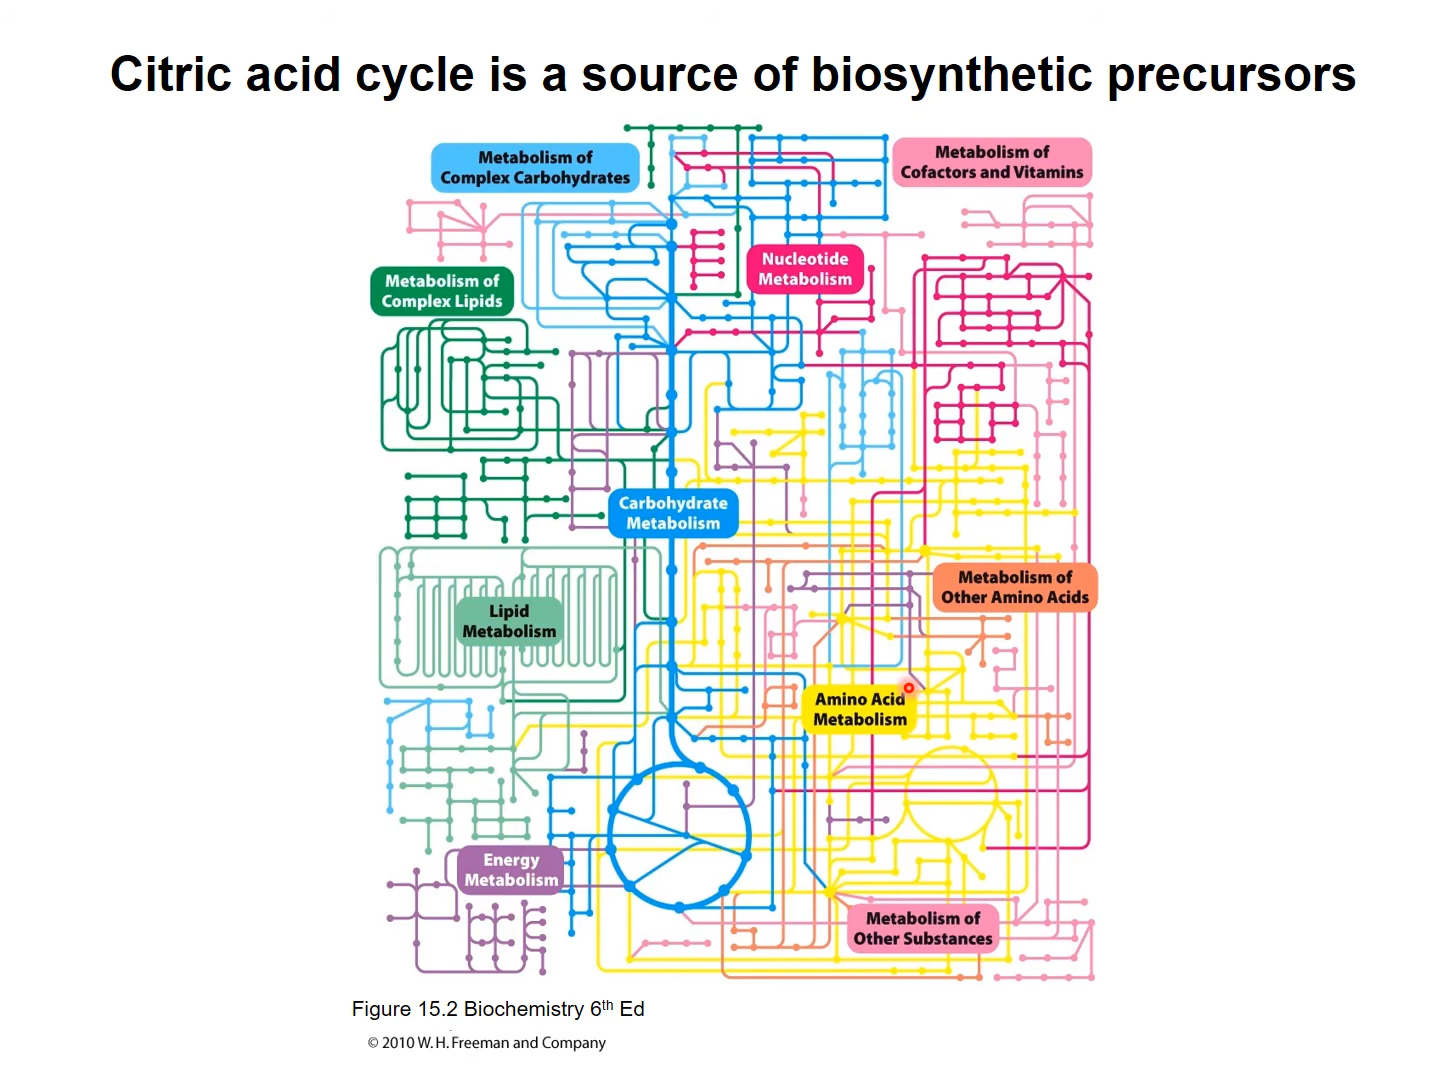 Citric acid cycle is a source of biosynthetic precursors
Metabolism of
Complex Carbohydrates
Metabolism of
Cofactors and Vitamins
Nucleotide
Metabolism
Metabolism of
Complex Lipids
Carbohydrate
Metabolism
Metabolism of
Other Amino Acids
Lipid
Metabolism
Amino Acid
Metabolism
Energy
Metabolism
Metabolism of
Other Substances
Figure 15.2 Biochemistry 6th Ed
© 2010 W. H. Freeman and Company